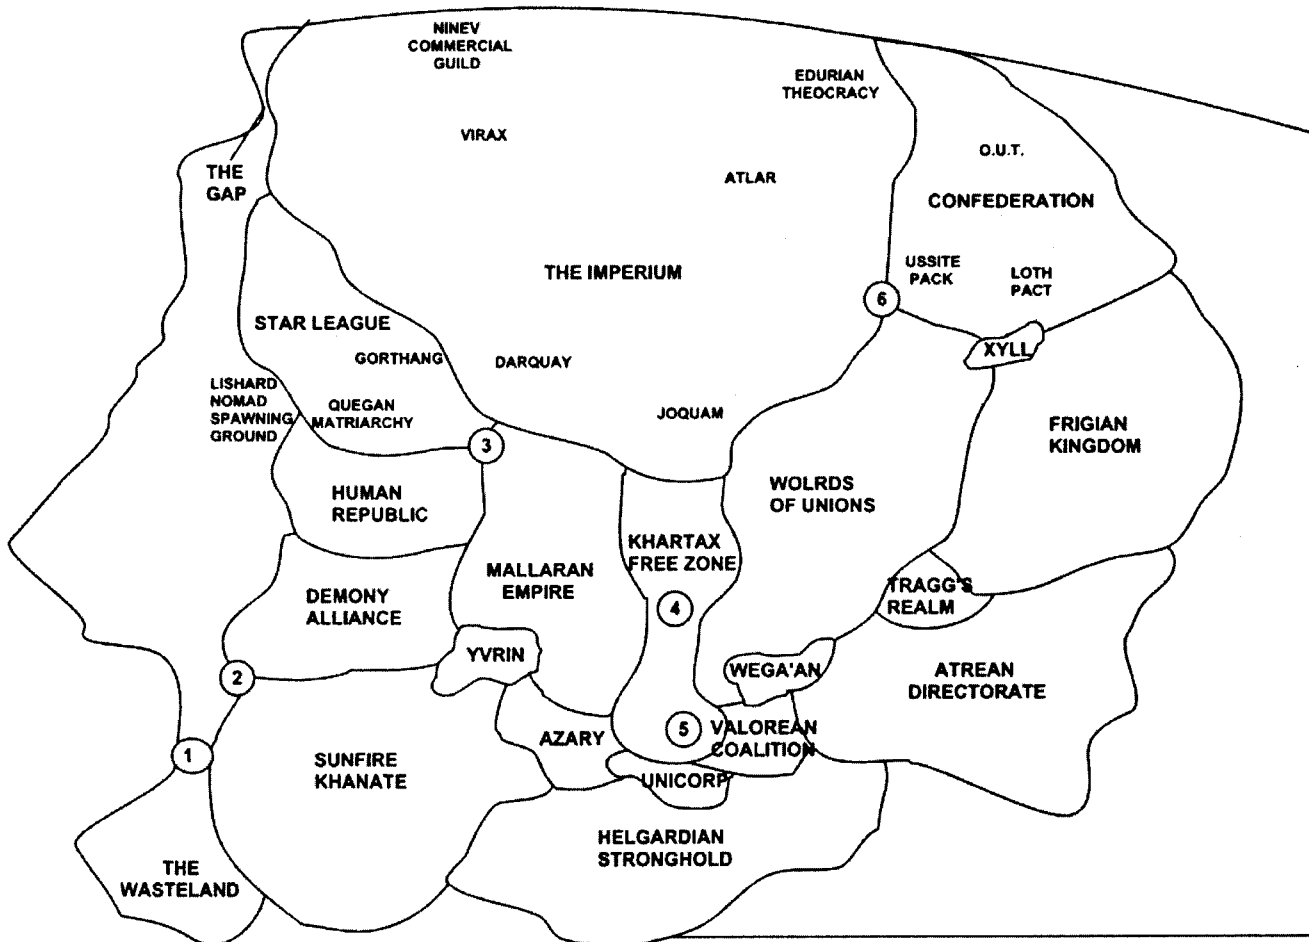 NINEV
COMMERCIAL
GUILD
EDURIAN
THEOCRACY
VIRAX
O.U.T.
THE
GAP
ATLAR
CONFEDERATION
THE IMPERIUM
USSITE
PACK
LOTH
PACT
6
STAR LEAGUE
GORTHANG
DARQUAY
XYLL
LISHARD
NOMAD
SPAWNING
GROUND
QUEGAN
MATRIARCHY
JOQUAM
3
FRIGIAN
KINGDOM
HUMAN
REPUBLIC
WOLRDS
OF UNIONS
KHARTAX
FREE ZONE
MALLARAN
EMPIRE
DEMONY
ALLIANCE
4
TRAGG'S
REALM
YVRIN
WEGA'AN
2
ATREAN
DIRECTORATE
1
SUNFIRE
KHANATE
AZARY
5
VALOREAN
COALITION
UNICORP
HELGARDIAN
STRONGHOLD
THE
WASTELAND